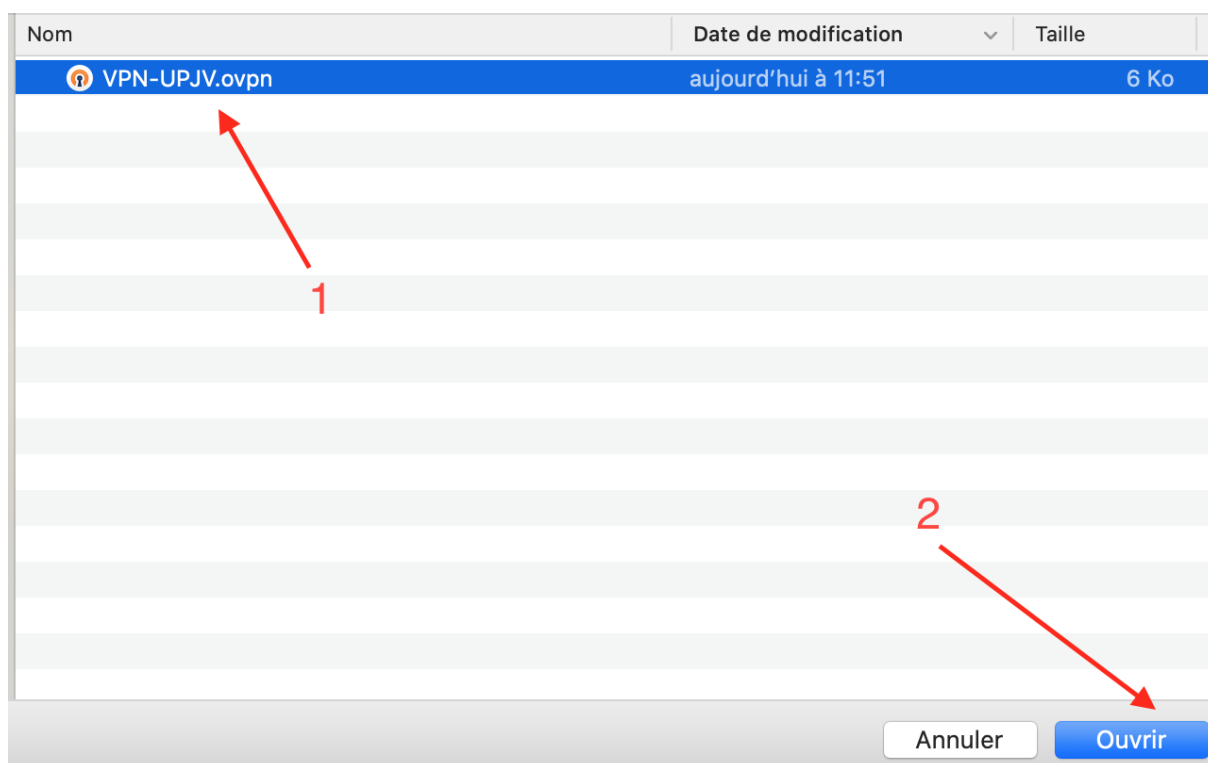 Nom Date de modification Taille
VPN-UPJV.ovpn aujourd’hui à 11:51 6 Ko
1
2
Annuler Ouvrir